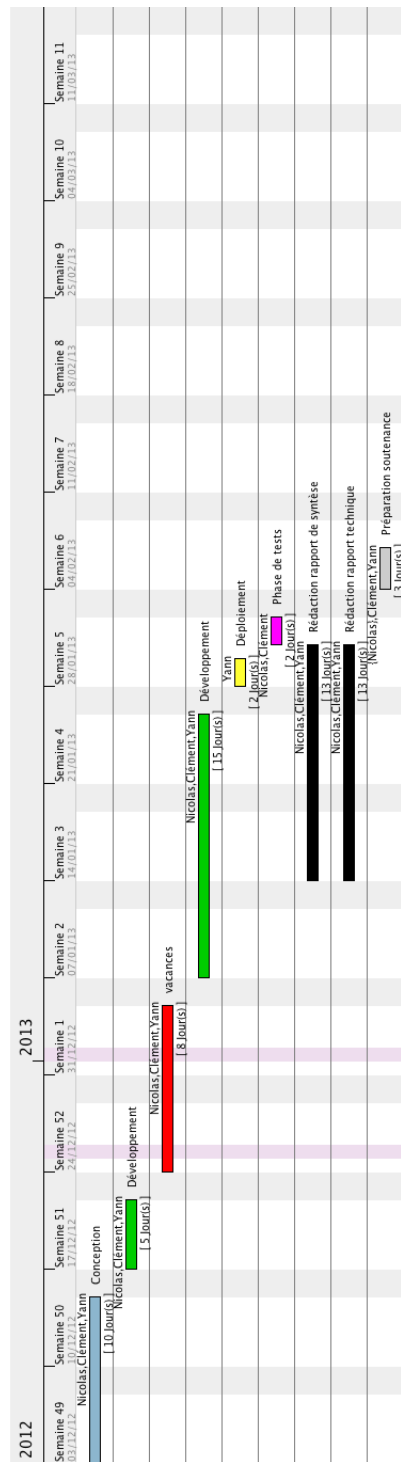 2012
2013
Semaine 49
Semaine 50
Semaine 51
Semaine 52
Semaine 1
Semaine 2
Semaine 3
Semaine 4
Semaine 5
Semaine 6
Semaine 7
Semaine 8
Semaine 9
Semaine 10
Semaine 11
03/12/12
10/12/12
17/12/12
24/12/12
31/12/12
07/01/13
14/01/13
21/01/13
28/01/13
04/02/13
11/02/13
18/02/13
25/02/13
04/03/13
11/03/13
Nicolas,Clément,Yann
Conception
[ 10 Jour(s) ]
Nicolas,Clément,Yann
Développement
[ 5 Jour(s) ]
Nicolas,Clément,Yann
vacances
[ 8 Jour(s) ]
Nicolas,Clément,Yann
Développement
[ 15 Jour(s) ]
Yann
Déploiement
[ 2 Jour(s) ]
Nicolas,Clément
Phase de tests
[ 2 Jour(s) ]
Nicolas,Clément,Yann
Rédaction rapport de syntèse
[ 13 Jour(s) ]
Nicolas,Clément,Yann
Rédaction rapport technique
[ 13 Jour(s) ]
Nicolas,Clément,Yann
Préparation soutenance
[ 3 Jour(s) ]